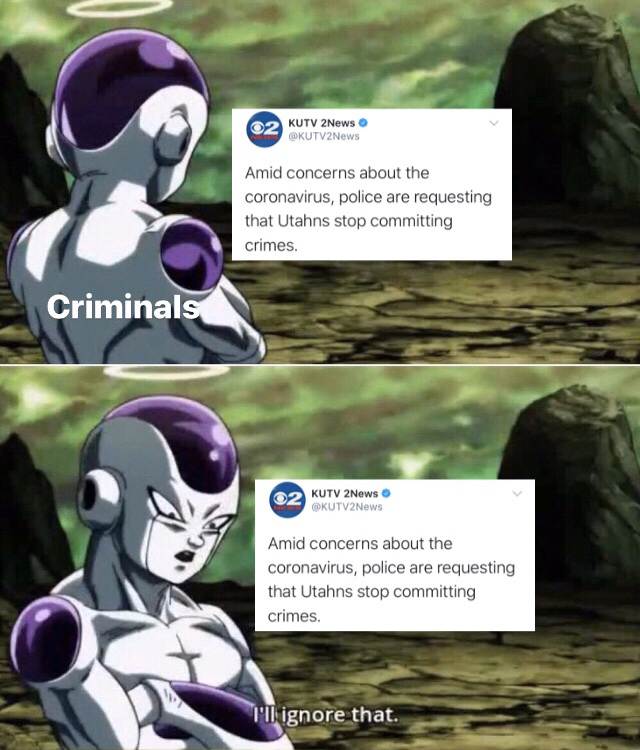 KUTV 2News
@KUTV2News
Amid concerns about the
coronavirus, police are requesting
that Utahns stop committing
crimes.
Criminals
KUTV 2News
@KUTV2News
Amid concerns about the
coronavirus, police are requesting
that Utahns stop committing
crimes.
I'll ignore that.